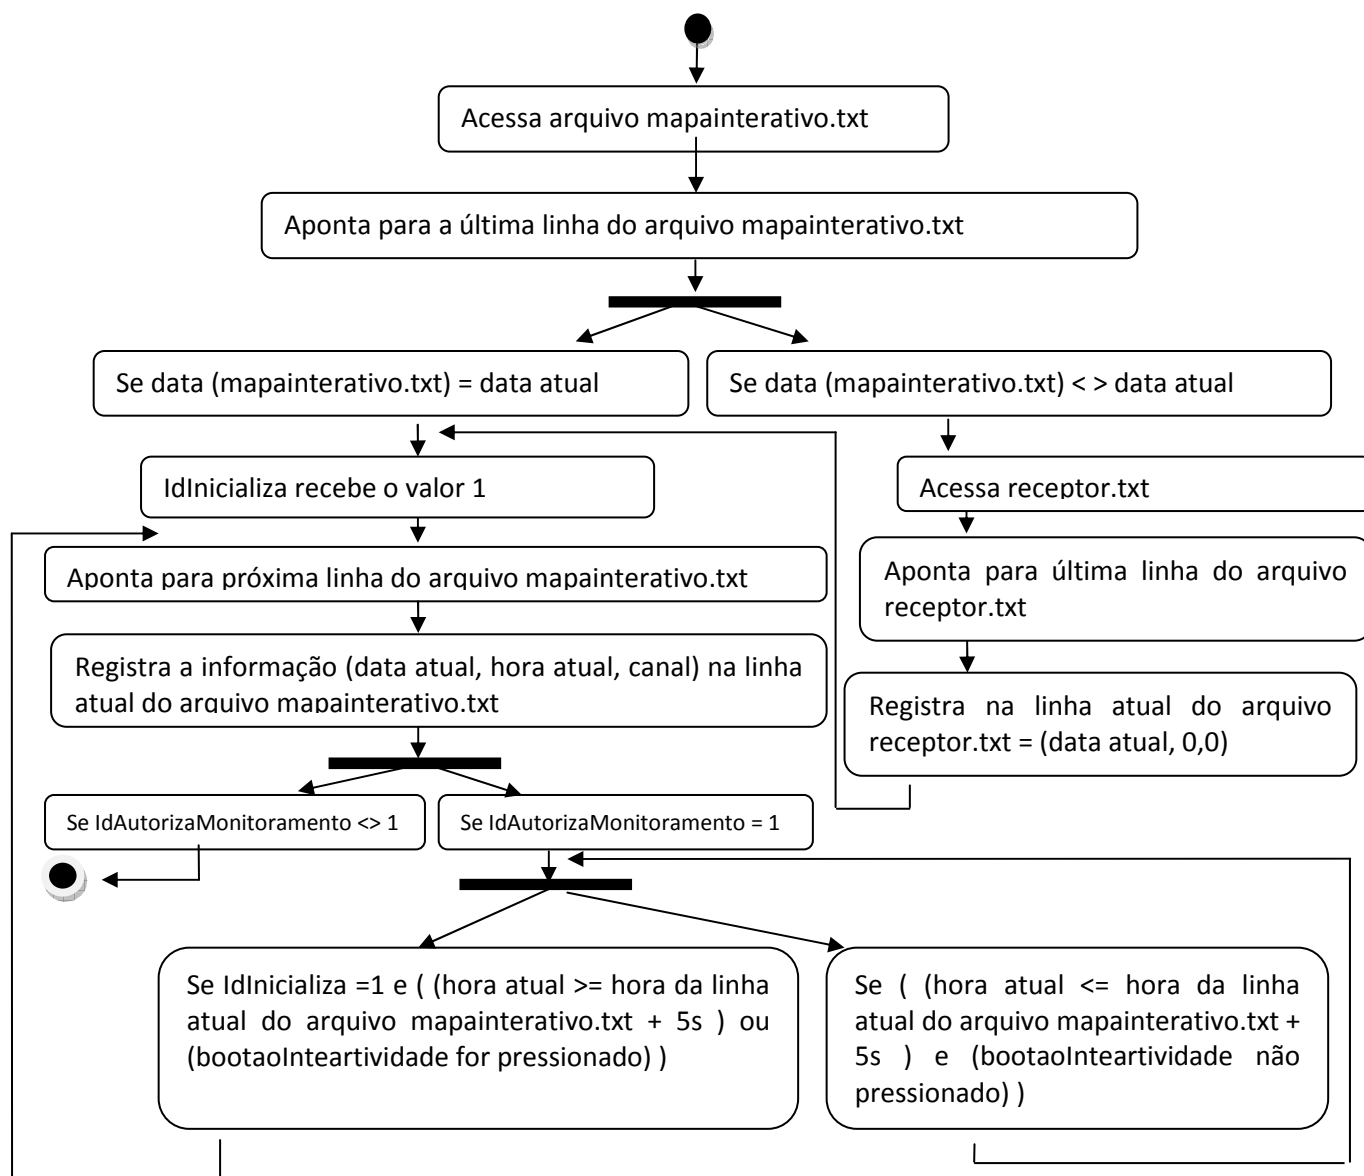 Acessa arquivo mapainterativo.txt
Aponta para a última linha do arquivo mapainterativo.txt
Se data (mapainterativo.txt) = data atual
Se data (mapainterativo.txt) < > data atual
IdInicializa recebe o valor 1
Acessa receptor.txt
Aponta para próxima linha do arquivo mapainterativo.txt
Aponta para última linha do arquivo
receptor.txt
Registra a informação (data atual, hora atual, canal) na linha
atual do arquivo mapainterativo.txt
Registra na linha atual do arquivo
receptor.txt = (data atual, 0,0)
Se IdAutorizaMonitoramento <> 1
Se IdAutorizaMonitoramento = 1
Se IdInicializa =1 e ( (hora atual >= hora da linha
atual do arquivo mapainterativo.txt + 5s ) ou
(bootaoInteartividade for pressionado) )
Se ( (hora atual <= hora da linha
atual do arquivo mapainterativo.txt +
5s ) e (bootaoInteartividade não
pressionado) )